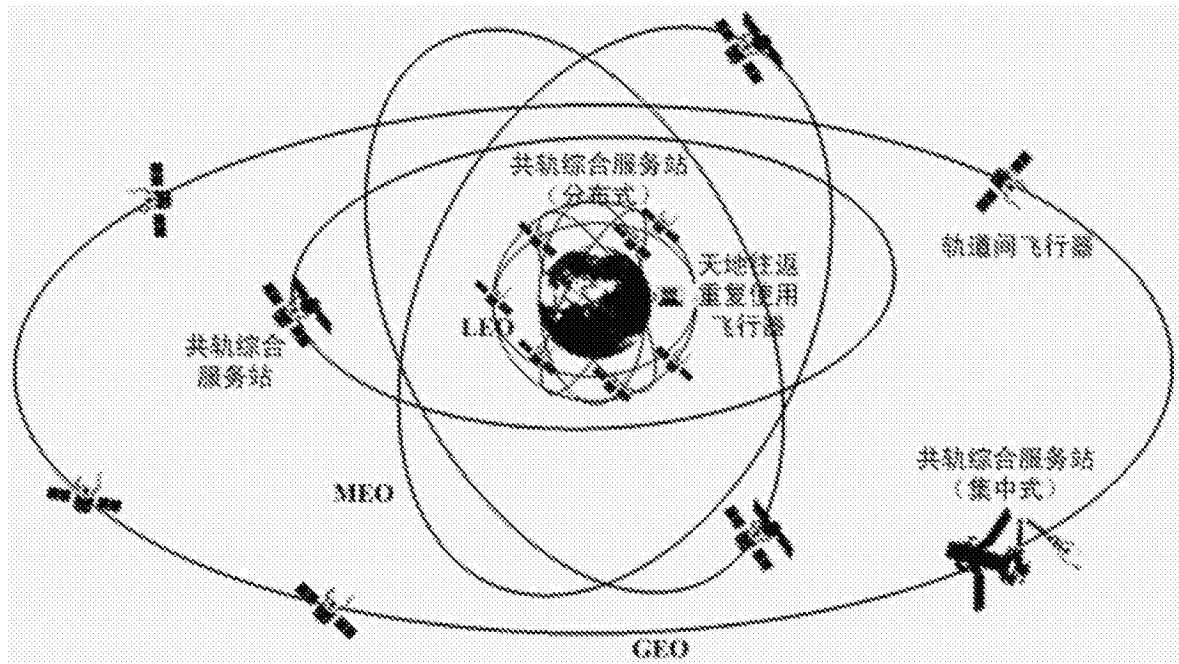 共轨综合服务站
（分布式）
轨道间飞行器
天地往返
重复使用
飞行器
LEO
共轨综合
服务站
共轨综合服务站
（集中式）
MEO
GEO